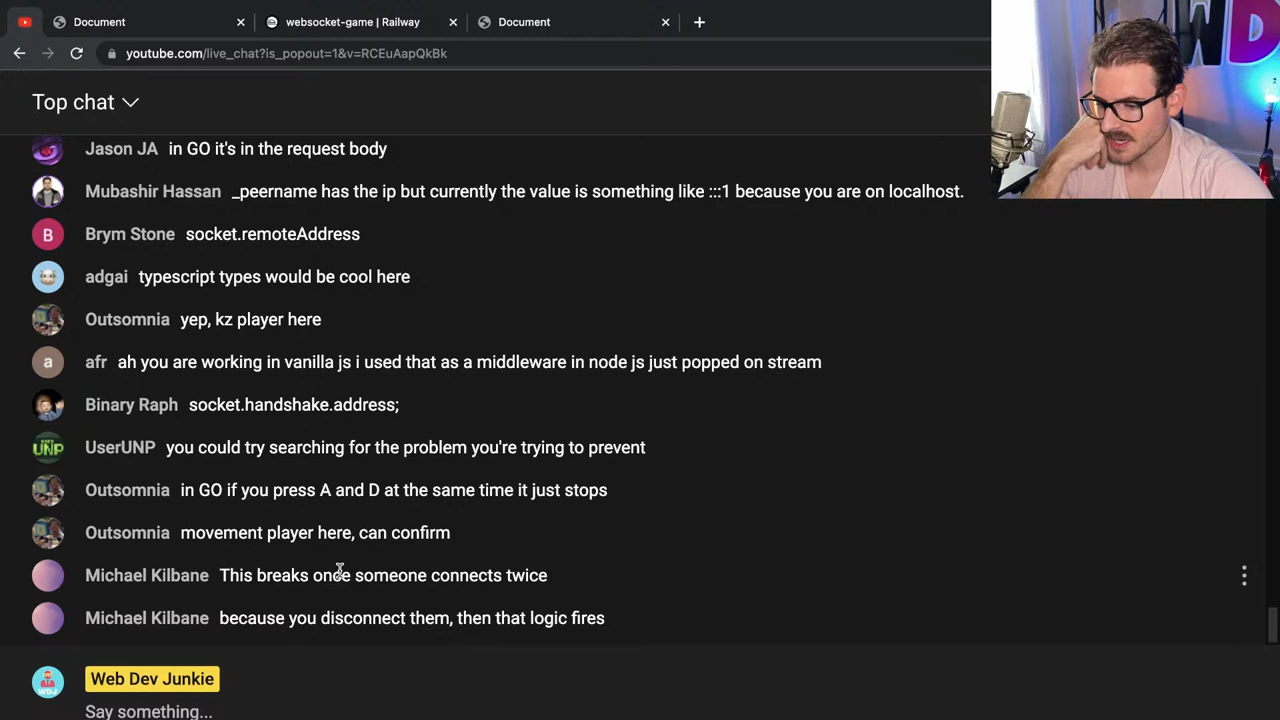 Document
websocket-game | Railway
Document
youtube.com/live_chat?is_popout=1&v=RCEuAapQkBk
WD
Top chat
Jason JA in GO it's in the request body
Mubashir Hassan _peername has the ip but currently the value is something like :::1 because you are on localhost.
B
Brym Stone socket.remoteAddress
adgai typescript types would be cool here
Outsomnia yep, kz player here
a
afr ah you are working in vanilla js i used that as a middleware in node js just popped on stream
Binary Raph socket.handshake.address;
UNP
UserUNP you could try searching for the problem you're trying to prevent
Outsomnia in GO if you press A and D at the same time it just stops
Outsomnia movement player here, can confirm
Michael Kilbane This breaks once someone connects twice
Michael Kilbane because you disconnect them, then that logic fires
WDJ
Web Dev Junkie
Say something...